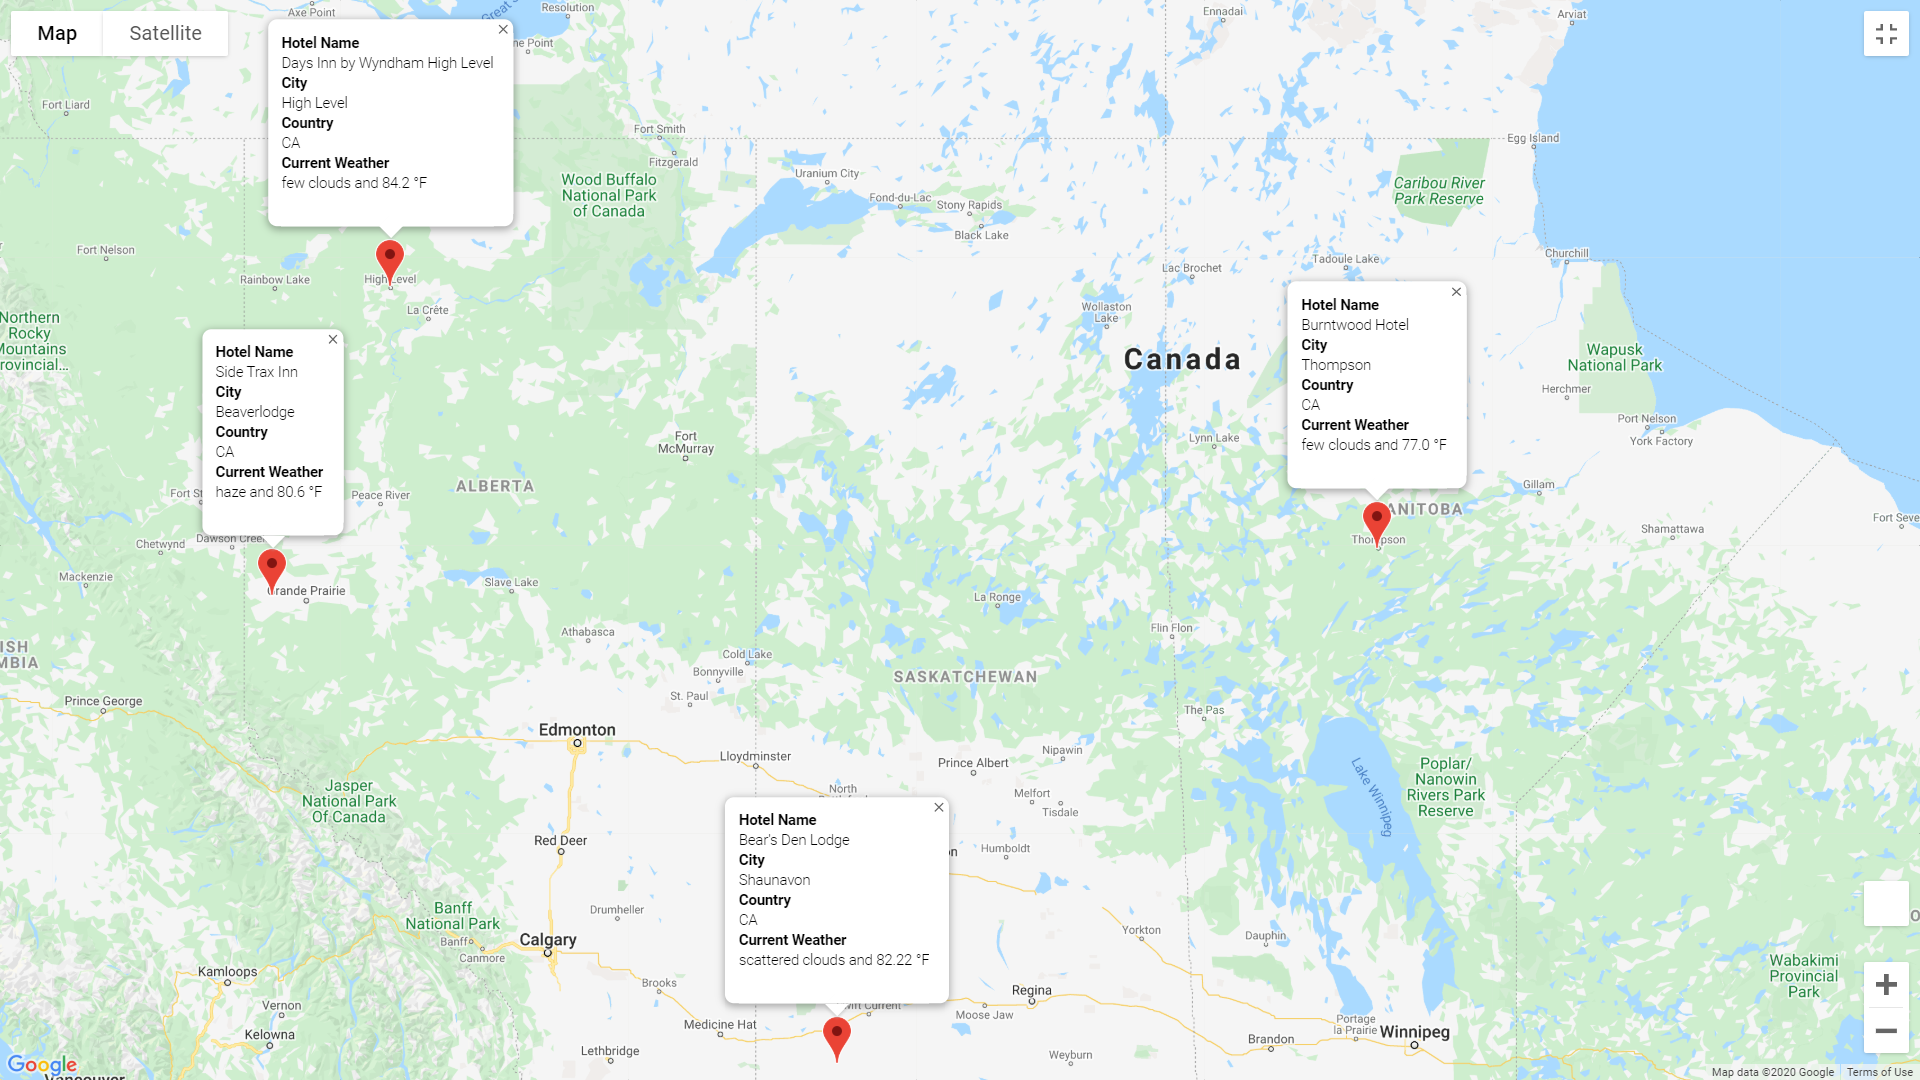 Map
Satellite
Axe Point
Resolution
Ennadai
Arviat
Hotel Name
Days Inn by Wyndham High Level
City
High Level
Country
CA
Current Weather
few clouds and 84.2 °F
Fort Liard
Fort Smith
Fitzgerald
Egg Island
Uranium City
Wood Buffalo
National Park
of Canada
Caribou River
Park Reserve
Fond-du-Lac
Stony Rapids
Black Lake
Fort Nelson
Churchill
Tadoule Lake
Lac Brochet
Rainbow Lake
High Level
La Crête
Wollaston
Lake
Hotel Name
Burntwood Hotel
City
Thompson
Country
CA
Current Weather
few clouds and 77.0 °F
Northern
Rocky
Mountains
Canada
Wapusk
National Park
Herchmer
Port Nelson
York Factory
Hotel Name
Side Trax Inn
City
Beaverlodge
Country
CA
Current Weather
haze and 80.6 °F
Fort
McMurray
Lynn Lake
ALBERTA
Peace River
Gillam
Shamattawa
Thompson
Chetwynd
Mackenzie
Grande Prairie
Slave Lake
La Ronge
Flin Flon
Athabasca
Cold Lake
Bonnyville
St. Paul
SASKATCHEWAN
Prince George
The Pas
Edmonton
Lloydminster
Nipawin
Prince Albert
Lake Winnipeg
Poplar/
Nanowin
Rivers Park
Reserve
Jasper
National Park
Of Canada
North
Melfort
Tisdale
Hotel Name
Bear's Den Lodge
City
Shaunavon
Country
CA
Current Weather
scattered clouds and 82.22 °F
Red Deer
Humboldt
Drumheller
Banff
National Park
Banff
Canmore
Calgary
Yorkton
Dauphin
Wabakimi
Provincial
Park
Kamloops
Brooks
Regina
Vernon
Moose Jaw
Medicine Hat
Portage
la Prairie
Winnipeg
Kelowna
Brandon
Lethbridge
Weyburn
Google
Map data ©2020 Google
Terms of Use